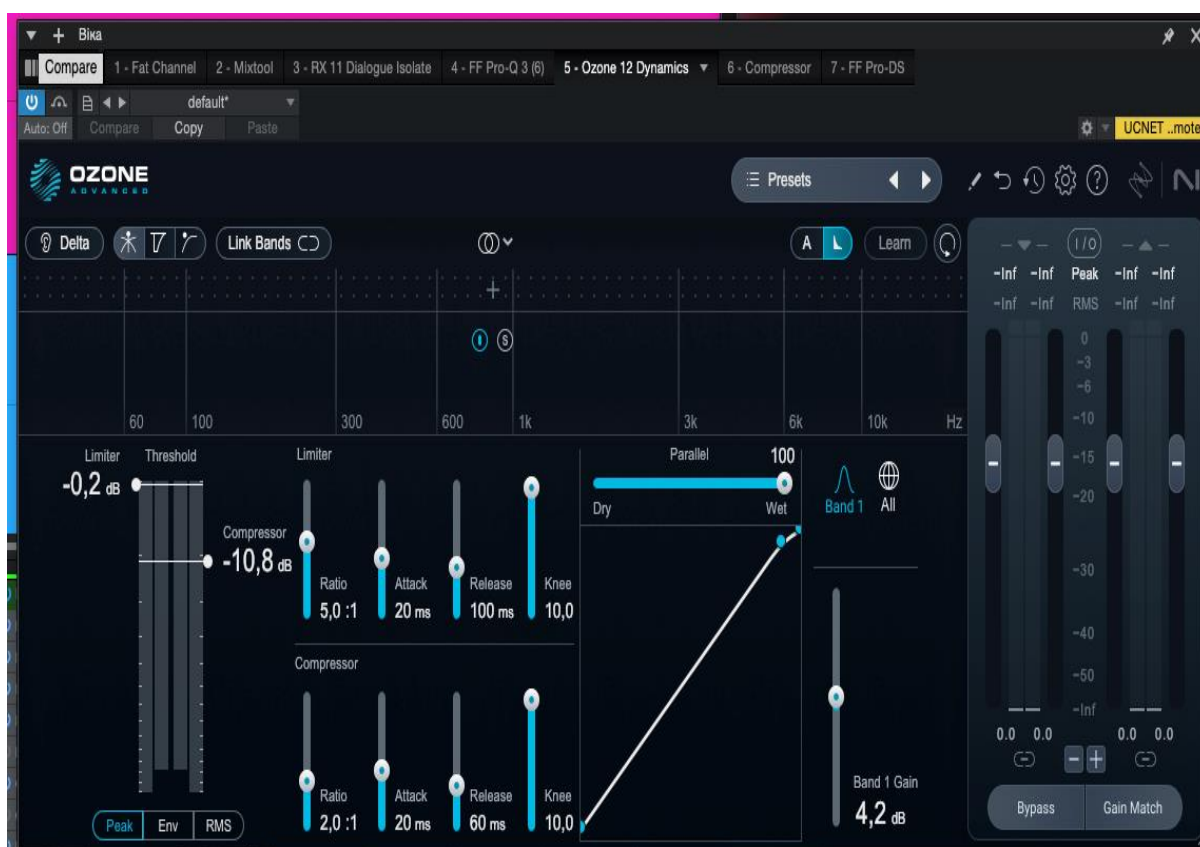 Віка
Compare 1 - Fat Channel 2 - Mixtool 3 - RX 11 Dialogue Isolate 4 - FF Pro-Q 3 (6) 5 - Ozone 12 Dynamics 6 - Compressor 7 - FF Pro-DS
default*
Auto: Off Compare Copy Paste UCNET ..mote
OZONE
ADVANCED
Presets
Delta Link Bands A L Learn I/O
-Inf -Inf Peak -Inf -Inf
-Inf -Inf RMS -Inf -Inf
S
0
-3
-6
-10
-15
-20
-30
-40
-50
-Inf
60 100 300 600 1k 3k 6k 10k Hz
Limiter Threshold
-0,2 dB
Compressor
-10,8 dB
Peak Env RMS
Limiter
Ratio Attack Release Knee
5,0 :1 20 ms 100 ms 10,0
Compressor
Ratio Attack Release Knee
2,0 :1 20 ms 60 ms 10,0
Parallel 100
Dry Wet
Band 1 All
Band 1 Gain
4,2 dB
0.0 0.0 0.0 0.0
Bypass Gain Match